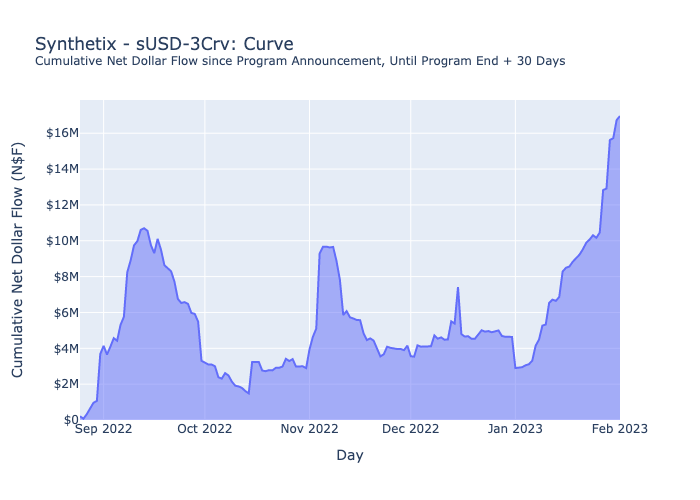 Synthetix - sUSD-3Crv: Curve
Cumulative Net Dollar Flow since Program Announcement, Until Program End + 30 Days
Cumulative Net Dollar Flow (N$F)
$16M
$14M
$12M
$10M
$8M
$6M
$4M
$2M
$0
Sep 2022 Oct 2022 Nov 2022 Dec 2022 Jan 2023 Feb 2023
Day